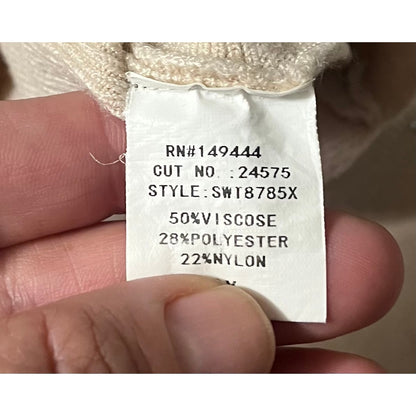 RN#149444
CUT NO. :24575
STYLE:SWT8785X
50%VISCOSE
28%POLYESTER
22%NYLON